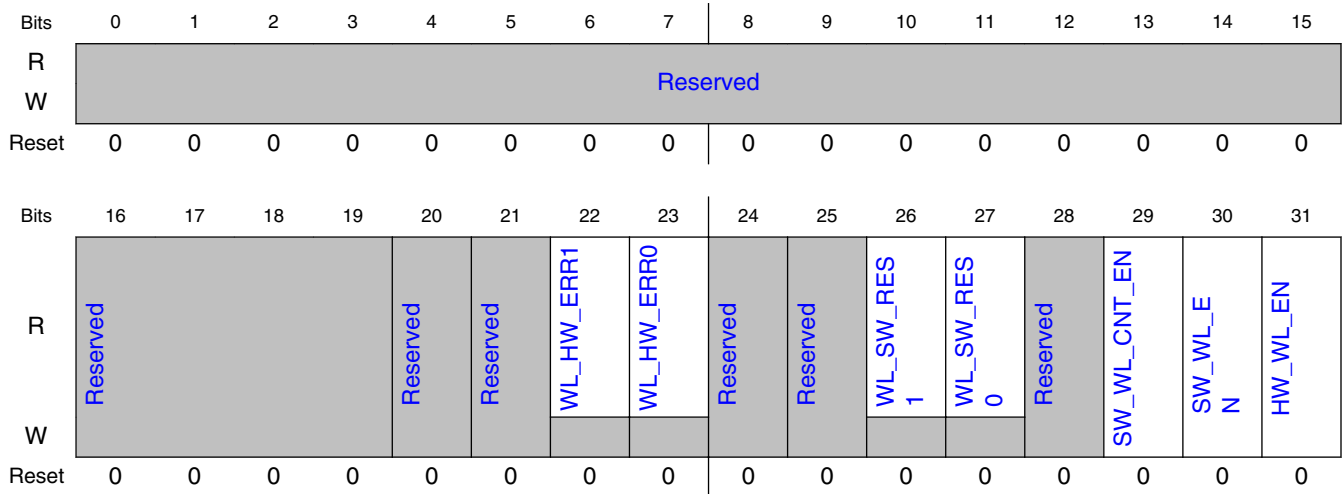 Bits 0 1 2 3 4 5 6 7 8 9 10 11 12 13 14 15
R
Reserved
W
Reset 0 0 0 0 0 0 0 0 0 0 0 0 0 0 0 0
Bits 16 17 18 19 20 21 22 23 24 25 26 27 28 29 30 31
R
Reserved
Reserved
Reserved
WL_HW_ERR1
WL_HW_ERR0
Reserved
Reserved
WL_SW_RES
1
WL_SW_RES
0
Reserved
SW_WL_CNT_EN
SW_WL_E
N
HW_WL_EN
W
Reset 0 0 0 0 0 0 0 0 0 0 0 0 0 0 0 0